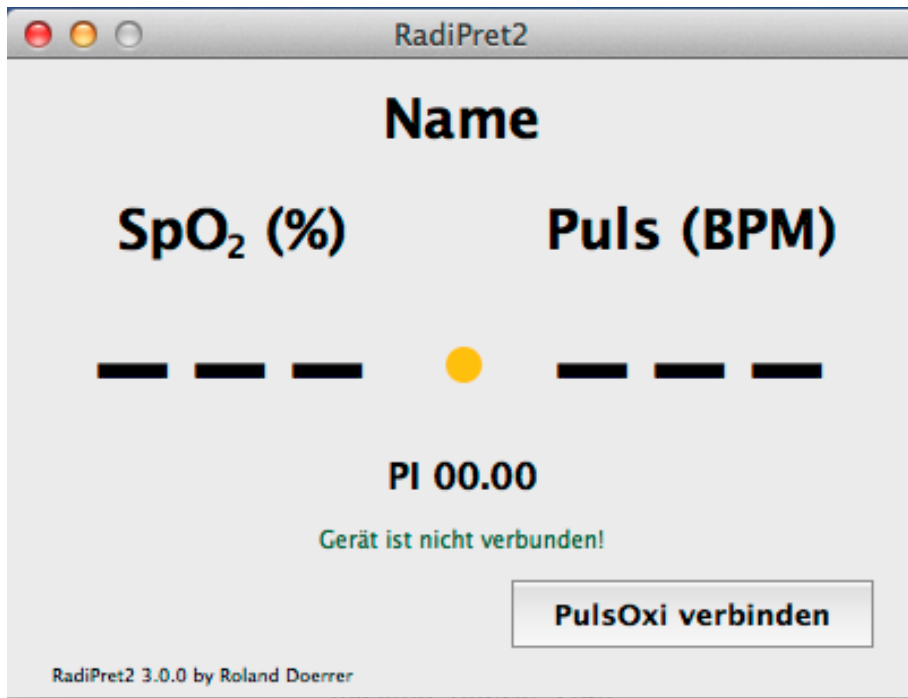 RadiPret2
Name
SpO₂ (%) Puls (BPM)
--- ---
PI 00.00
Gerät ist nicht verbunden!
PulsOxi verbinden
RadiPret2 3.0.0 by Roland Doerrer